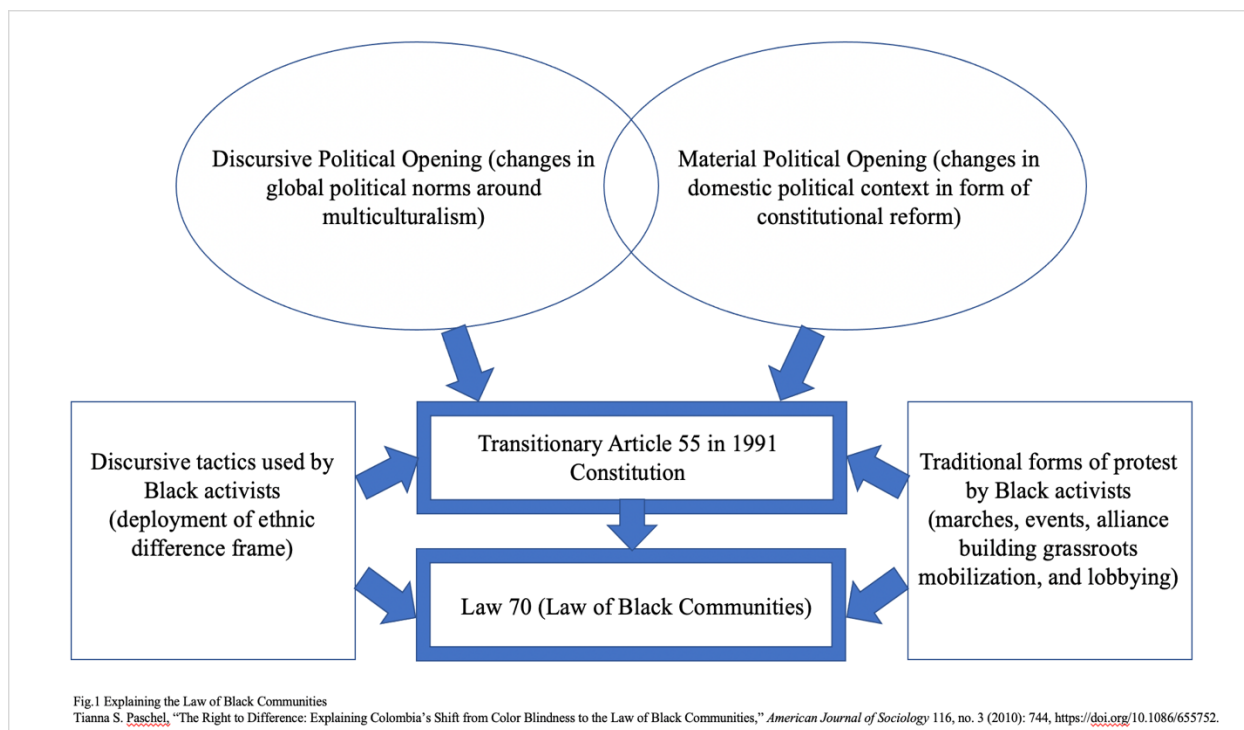 Discursive Political Opening (changes in
global political norms around
multiculturalism)
Material Political Opening (changes in
domestic political context in form of
constitutional reform)
Discursive tactics used by
Black activists
(deployment of ethnic
difference frame)
Transitionary Article 55 in 1991
Constitution
Law 70 (Law of Black Communities)
Traditional forms of protest
by Black activists
(marches, events, alliance
building grassroots
mobilization, and lobbying)
Fig.1 Explaining the Law of Black Communities
Tianna S. Paschel, “The Right to Difference: Explaining Colombia’s Shift from Color Blindness to the Law of Black Communities,” American Journal of Sociology 116, no. 3 (2010): 744, https://doi.org/10.1086/655752.